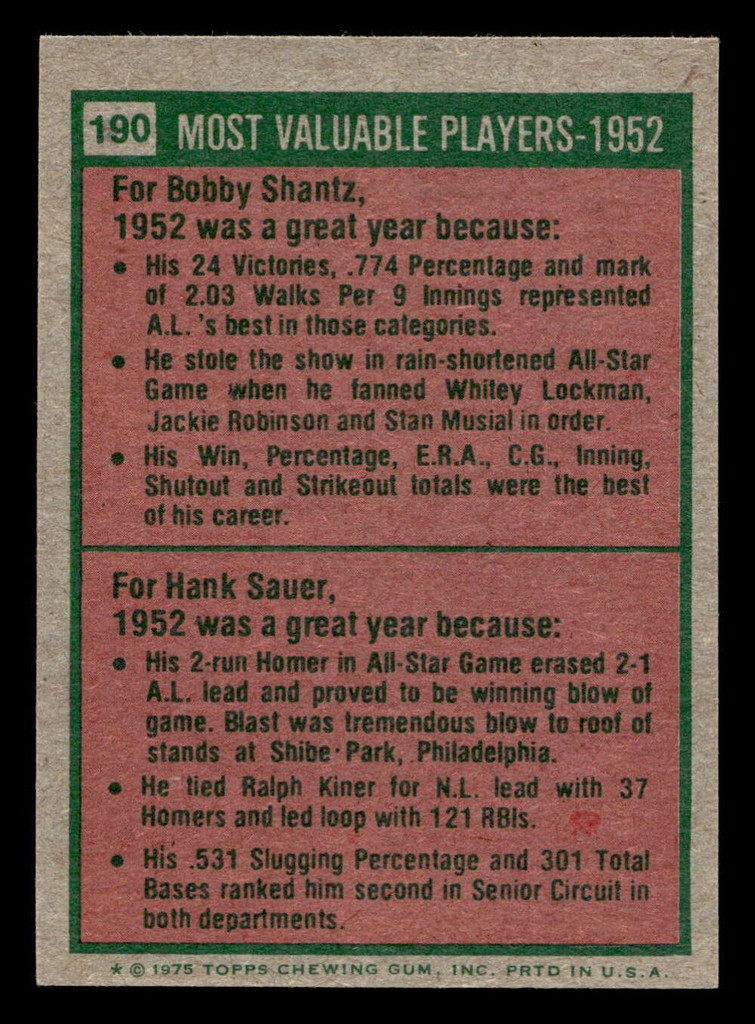 190 MOST VALUABLE PLAYERS-1952
For Bobby Shantz,
1952 was a great year because:
• His 24 Victories, .774 Percentage and mark
of 2.03 Walks Per 9 Innings represented
A.L. 's best in those categories.
• He stole the show in rain-shortened All-Star
Game when he fanned Whitey Lockman,
Jackie Robinson and Stan Musial in order.
• His Win, Percentage, E.R.A., C.G., Inning,
Shutout and Strikeout totals were the best
of his career.
For Hank Sauer,
1952 was a great year because:
• His 2-run Homer in All-Star Game erased 2-1
A.L. lead and proved to be winning blow of
game. Blast was tremendous blow to roof of
stands at Shibe Park, Philadelphia.
• He tied Ralph Kiner for N.L. lead with 37
Homers and led loop with 121 RBIs.
• His .531 Slugging Percentage and 301 Total
Bases ranked him second in Senior Circuit in
both departments.
* © 1975 TOPPS CHEWING GUM, INC. PRTD IN U.S.A.